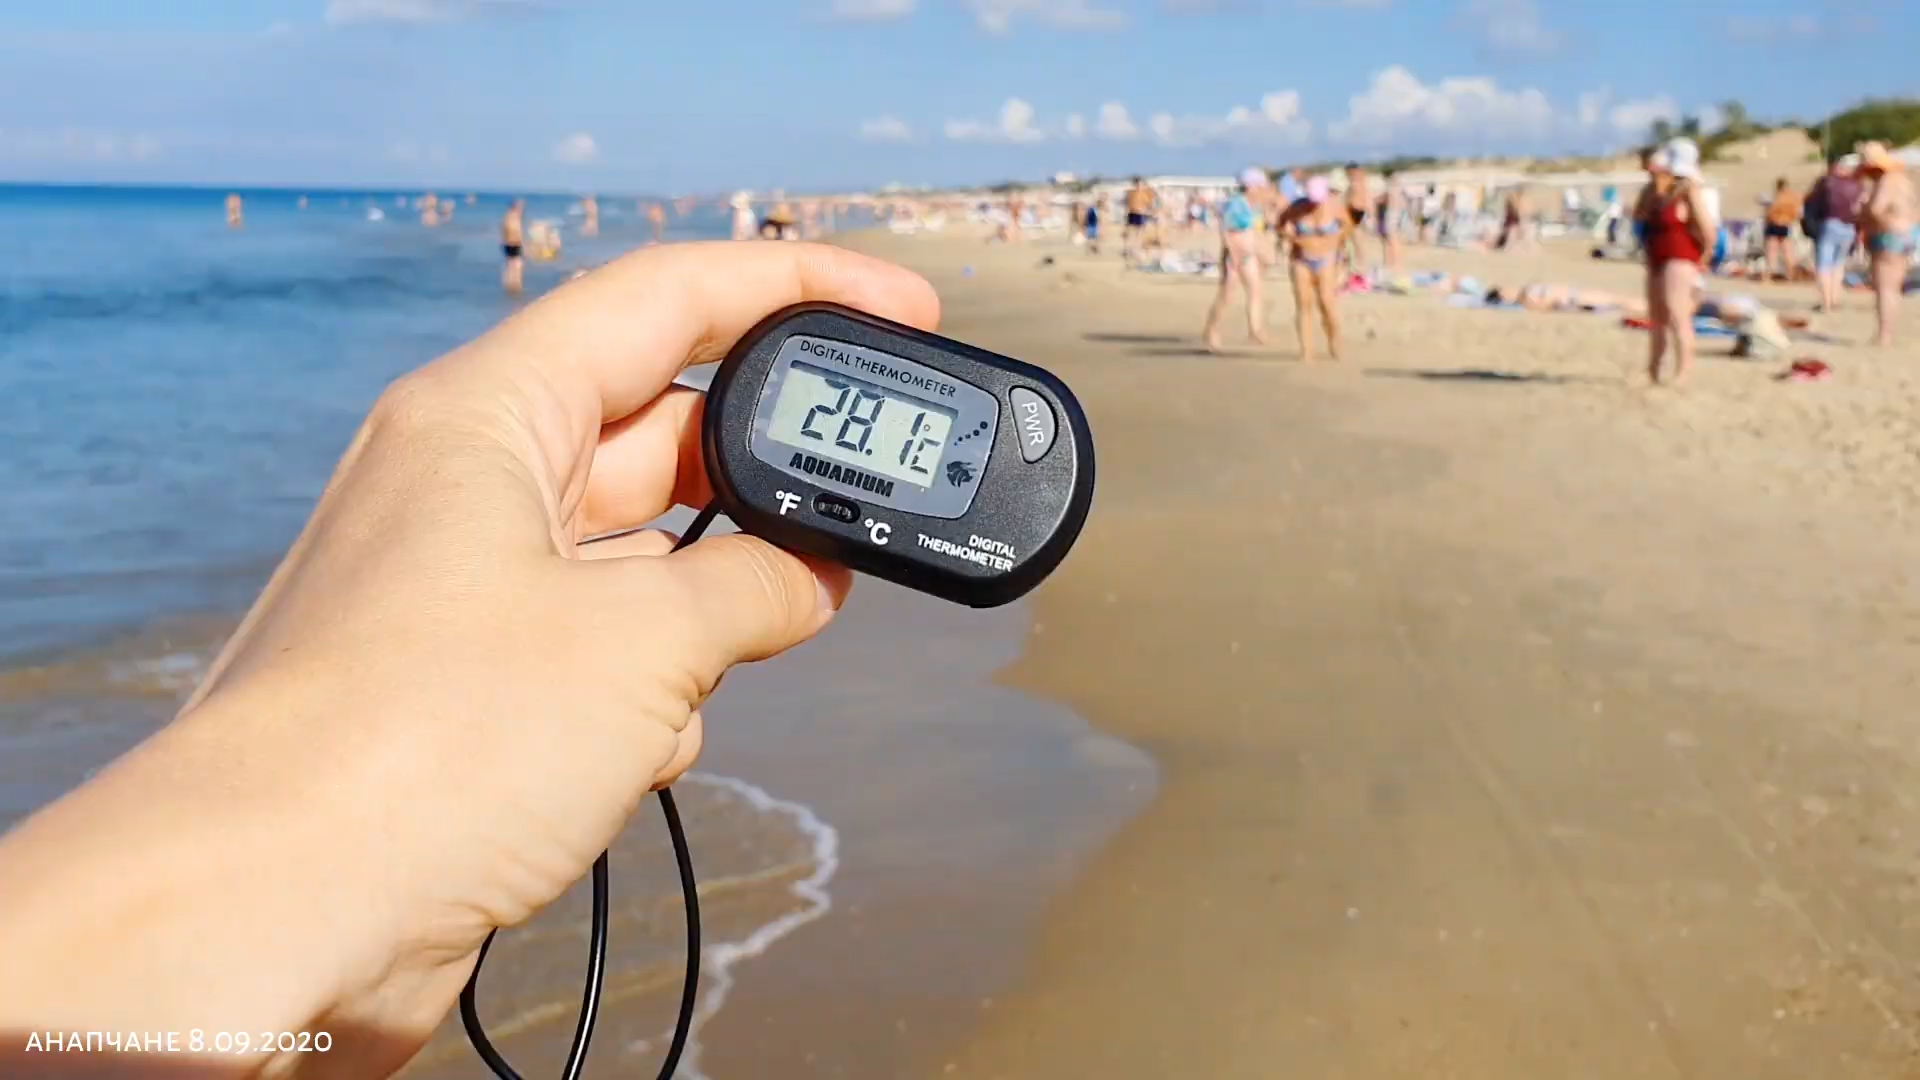 DIGITAL THERMOMETER
28.1°C
AQUARIUM
PWR
°F °C
DIGITAL
THERMOMETER
АНАПЧАНЕ 8.09.2020